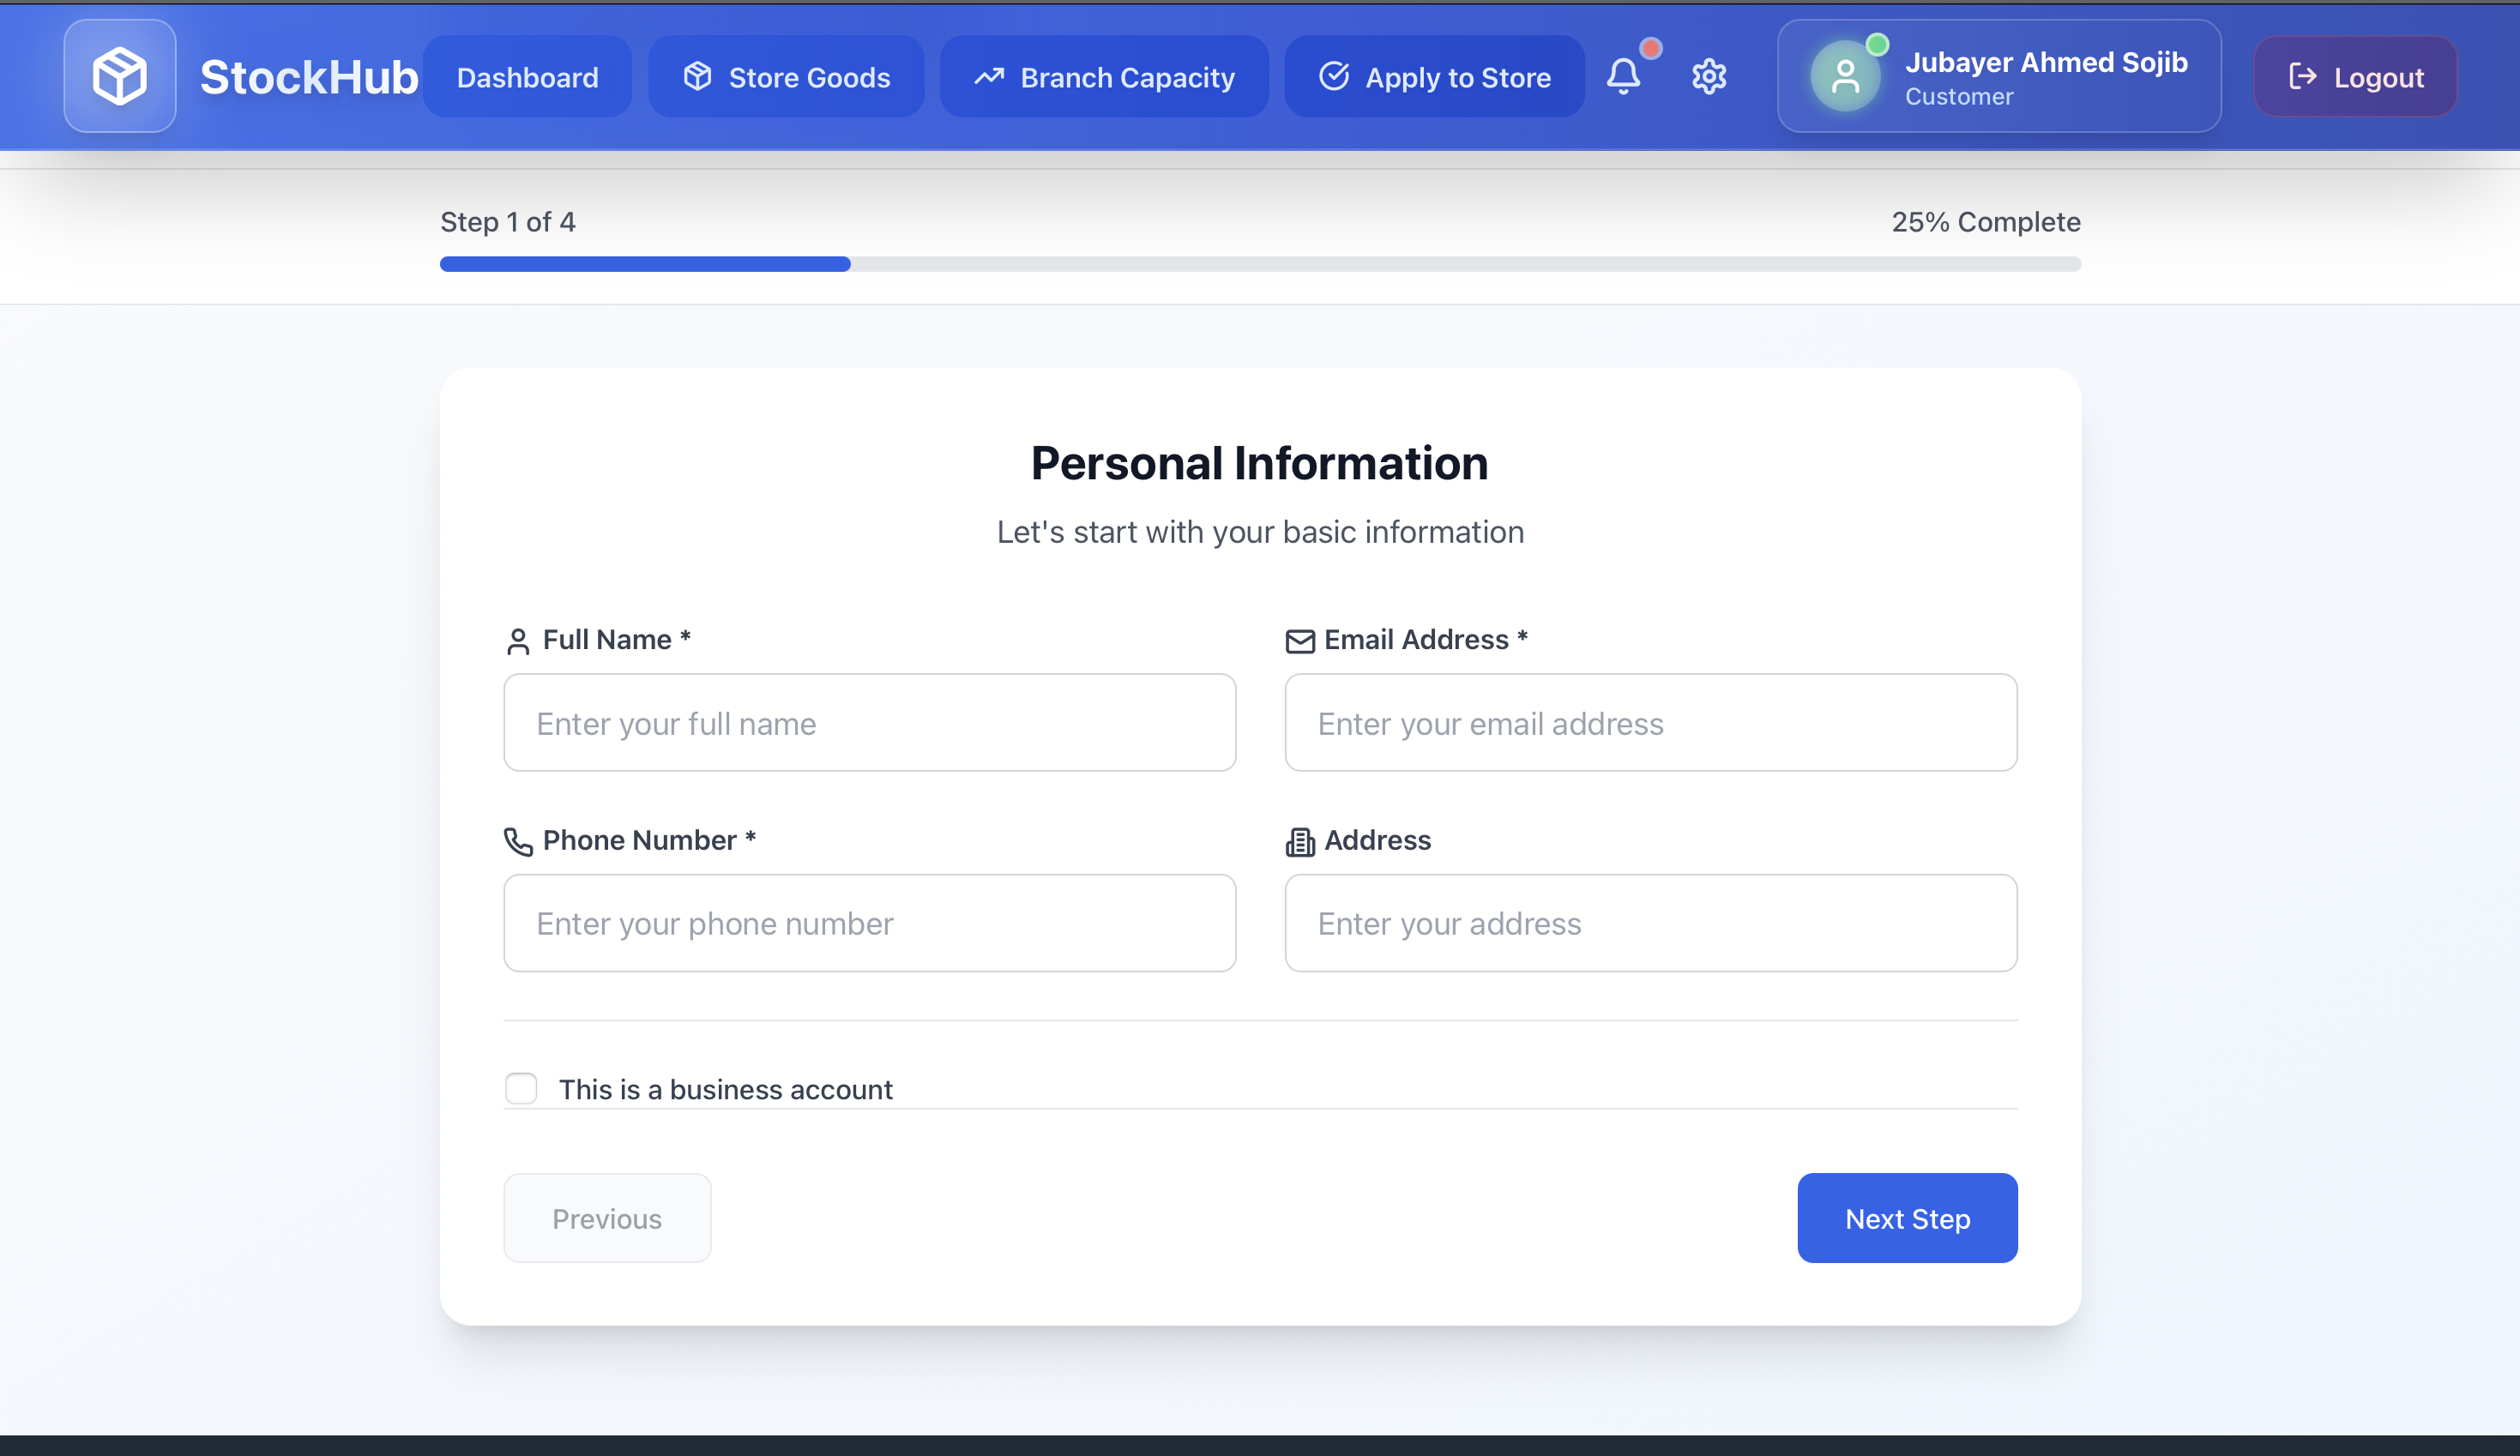 StockHub
Dashboard
Store Goods
Branch Capacity
Apply to Store
Jubayer Ahmed Sojib
Customer
Logout
Step 1 of 4
25% Complete
Personal Information
Let's start with your basic information
Full Name *
Email Address *
Enter your full name
Enter your email address
Phone Number *
Address
Enter your phone number
Enter your address
This is a business account
Previous
Next Step